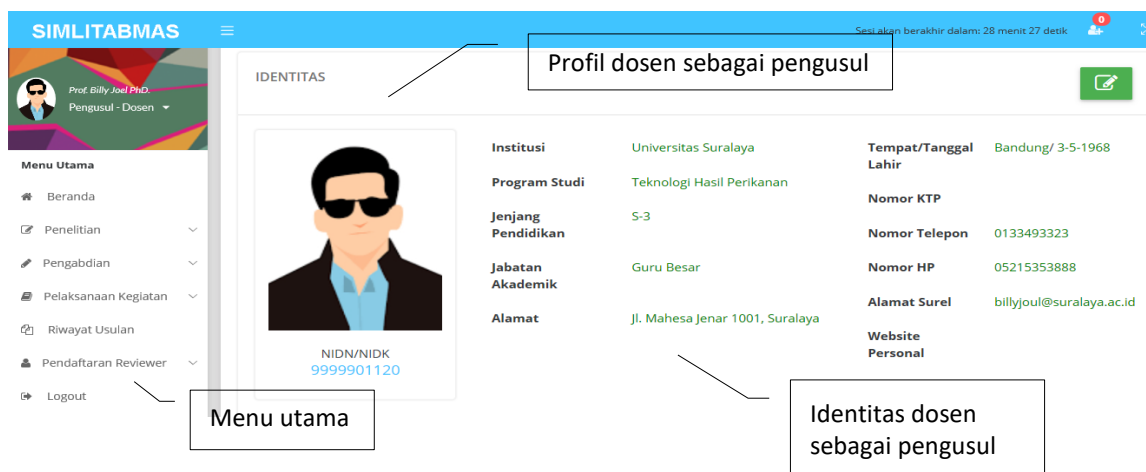 SIMLITABMAS
Sesi akan berakhir dalam: 28 menit 27 detik
0
Profil dosen sebagai pengusul
Prof. Billy Joel PhD.
Pengusul - Dosen
Menu Utama
Beranda
Penelitian
Pengabdian
Pelaksanaan Kegiatan
Riwayat Usulan
Pendaftaran Reviewer
Logout
Menu utama
IDENTITAS
NIDN/NIDK
9999901120
Institusi Universitas Suralaya
Program Studi Teknologi Hasil Perikanan
Jenjang S-3
Pendidikan
Jabatan Guru Besar
Akademik
Alamat Jl. Mahesa Jenar 1001, Suralaya
Tempat/Tanggal Bandung/ 3-5-1968
Lahir
Nomor KTP
Nomor Telepon 0133493323
Nomor HP 05215353888
Alamat Surel billyjoul@suralaya.ac.id
Website
Personal
Identitas dosen
sebagai pengusul